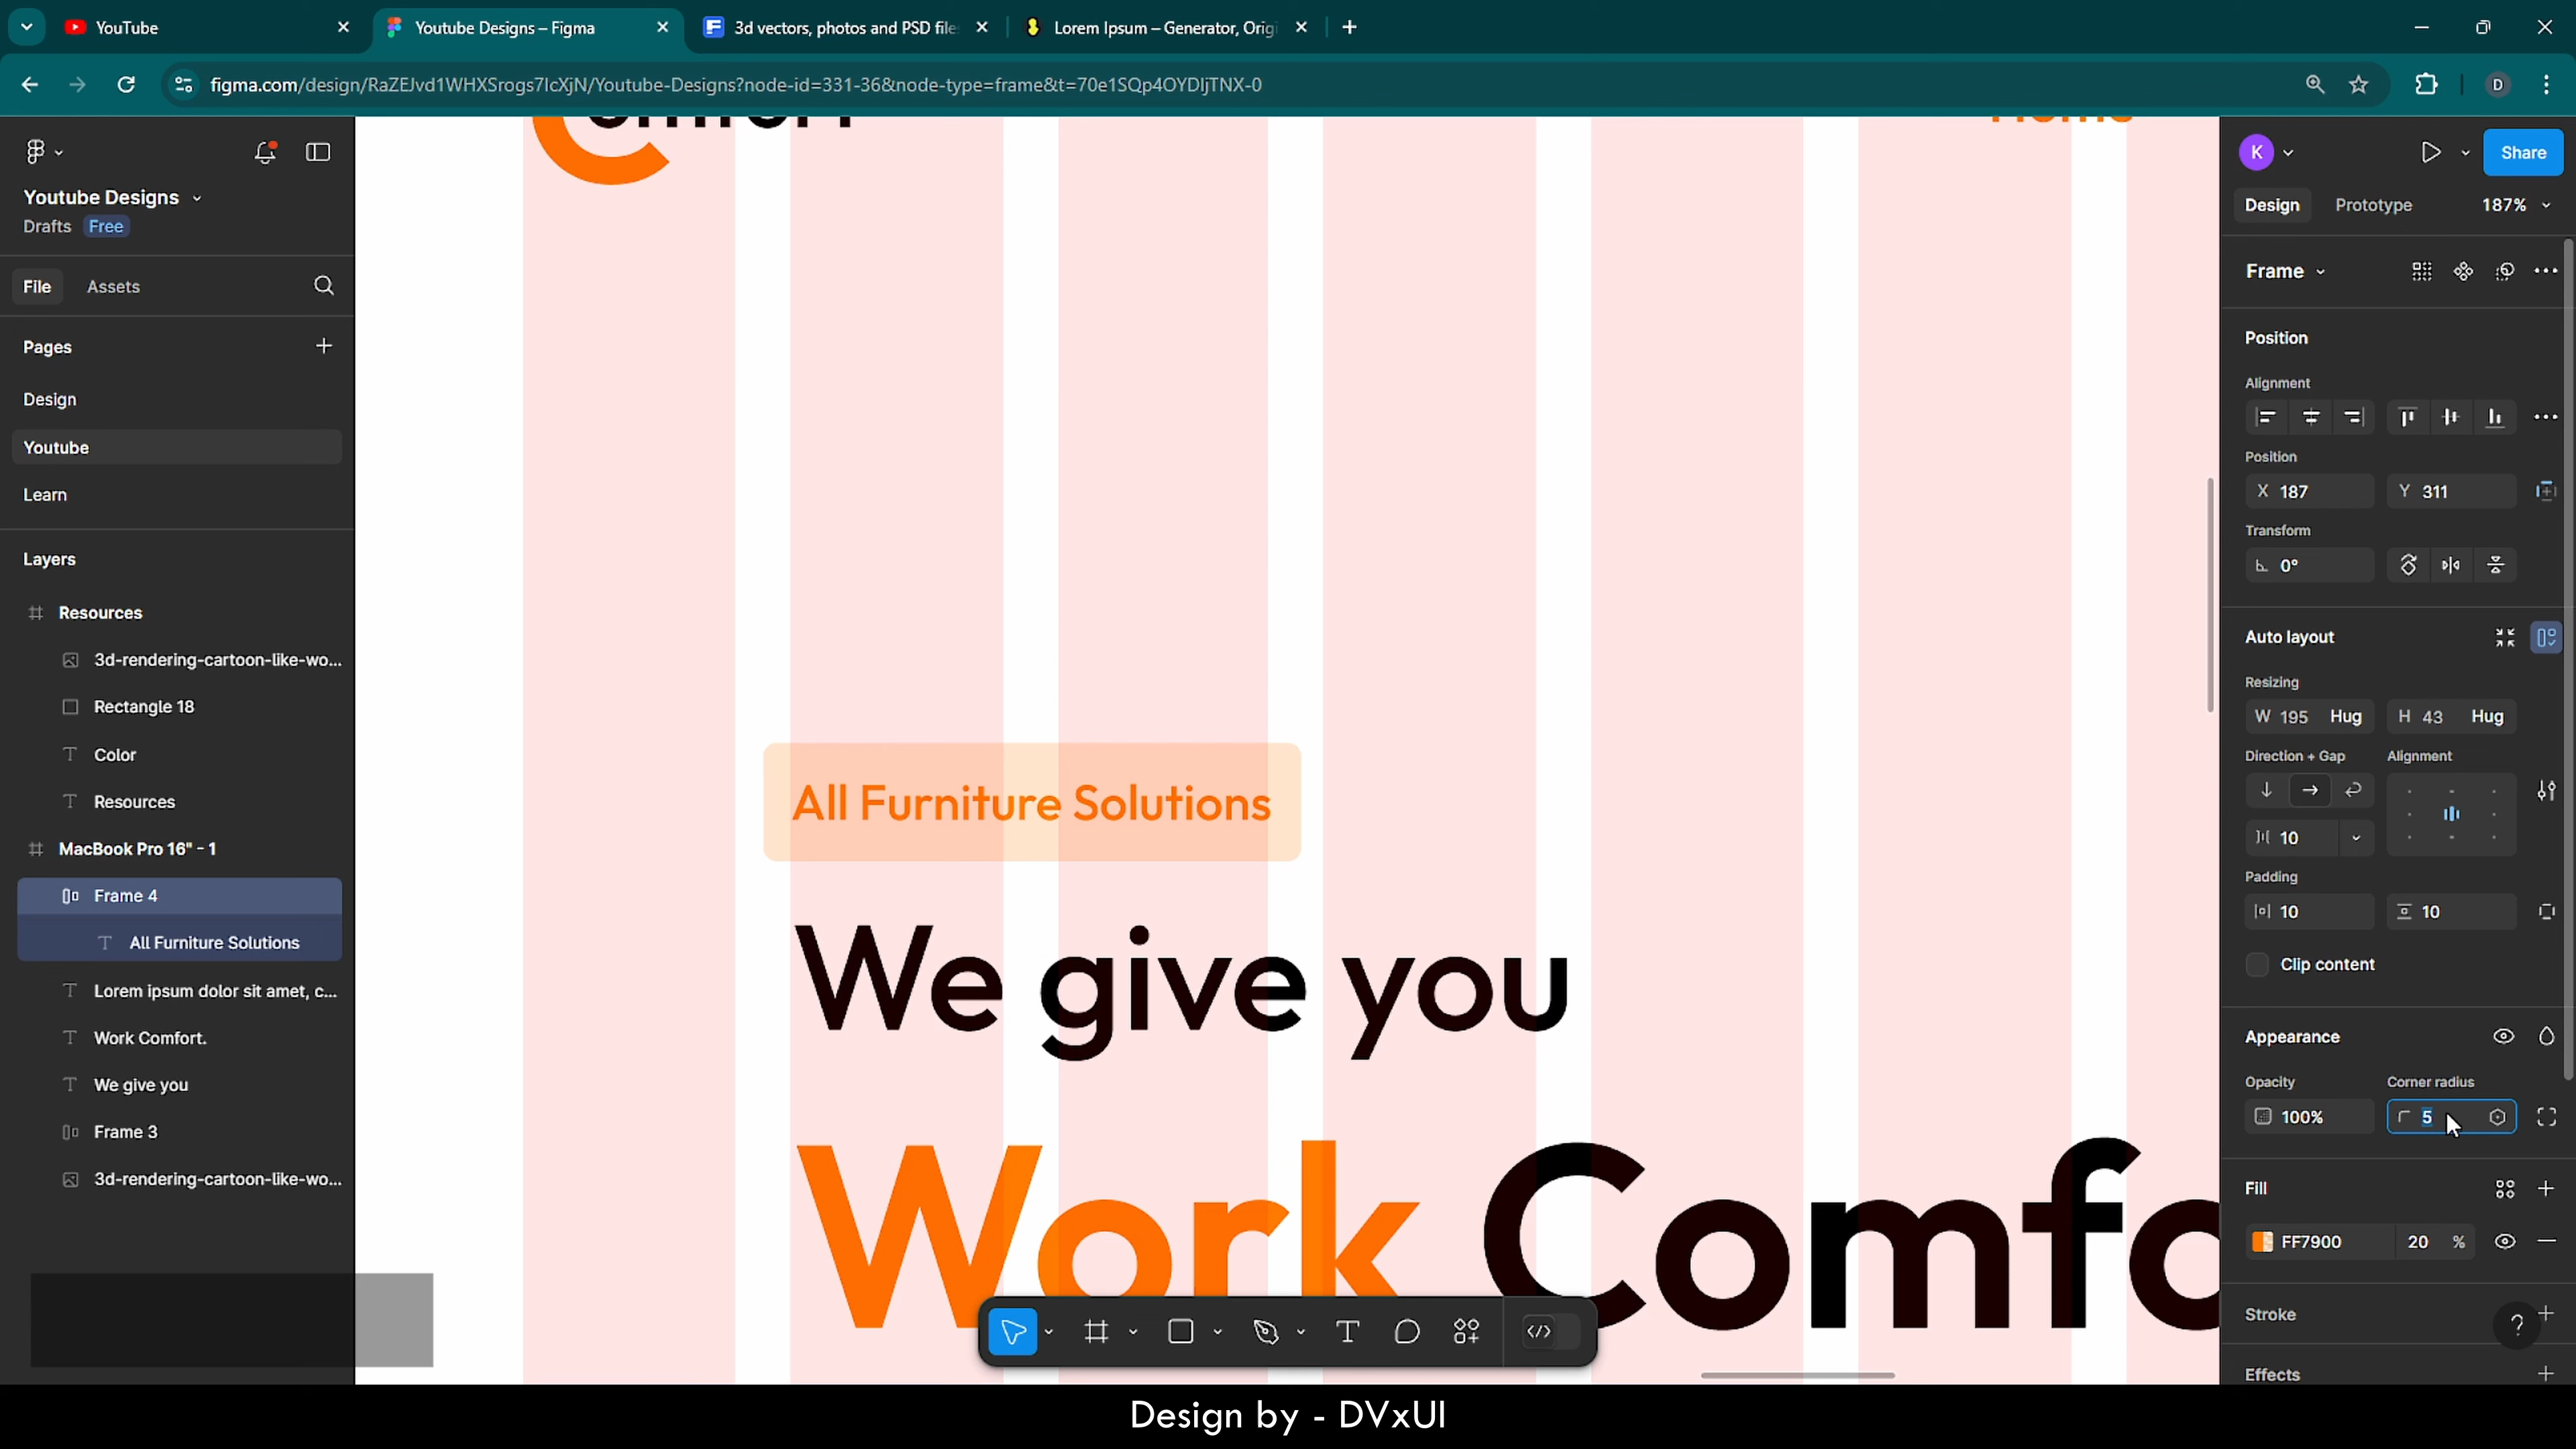 YouTube
Youtube Designs – Figma
3d vectors, photos and PSD file
Lorem Ipsum – Generator, Orig
figma.com/design/RaZEJvd1WHXSrogs7lcXjN/Youtube-Designs?node-id=331-36&node-type=frame&t=70e1SQp4OYDIjTNX-0
D
Youtube Designs
Drafts Free
File Assets
Pages
Design
Youtube
Learn
Layers
Resources
3d-rendering-cartoon-like-wo...
Rectangle 18
Color
Resources
MacBook Pro 16" - 1
Frame 4
All Furniture Solutions
Lorem ipsum dolor sit amet, c...
Work Comfort.
We give you
Frame 3
3d-rendering-cartoon-like-wo...
All Furniture Solutions
We give you
Work Comfo
K
Share
Design Prototype 187%
Frame
Position
Alignment
Position
X 187 Y 311
Transform
0°
Auto layout
Resizing
W 195 Hug H 43 Hug
Direction + Gap Alignment
10
Padding
10 10
Clip content
Appearance
Opacity Corner radius
100% 5
Fill
FF7900 20 %
Stroke
?
Effects
Design by - DVxUI